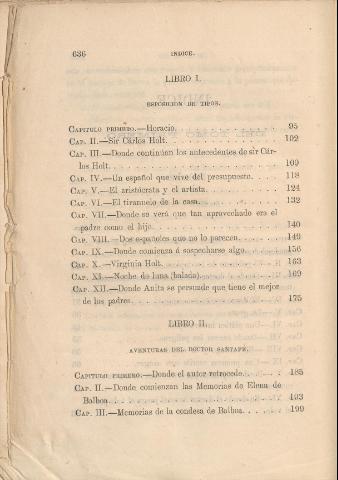 636
INDICE.
LIBRO I.
ESPOSICION DE TIPOS.
CAPITULO PRIMERO.—Horacio. . . . . . . . . . . 95
CAP. II.—Sir Cárlos Holt. . . . . . . . . . . . 102
CAP. III.—Donde continúan los antecedentes de sir Cár-
los Holt. . . . . . . . . . . . . . . . . 109
CAP. IV.—Un español que vive del presupuesto. . . . . 118
CAP. V.—El aristócrata y el artista. . . . . . . . . 124
CAP. VI.—El tiranuelo de la casa. . . . . . . . . . 132
CAP. VII.—Donde se verá que tan aprovechado era el
padre como el hijo. . . . . . . . . . . . . 140
CAP. VIII.—Dos españoles que no lo parecen. . . . . . 149
CAP. IX.—Donde comienza á sospecharse algo. . . . . 156
CAP. X.—Virginia Holt. . . . . . . . . . . . . 163
CAP. XI.—Noche de luna (balada). . . . . . . . . 169
CAP. XII.—Donde Anita se persuade que tiene el mejor
de los padres. . . . . . . . . . . . . . . 175
LIBRO II.
AVENTURAS DEL DOCTOR SANTAFÉ.
CAPITULO PRIMERO.—Donde el autor retrocede. . . . . 185
CAP. II.—Donde comienzan las Memorias de Elena de
Balboa. . . . . . . . . . . . . . . . . . 193
CAP. III.—Memorias de la condesa de Balboa. . . . . . 199